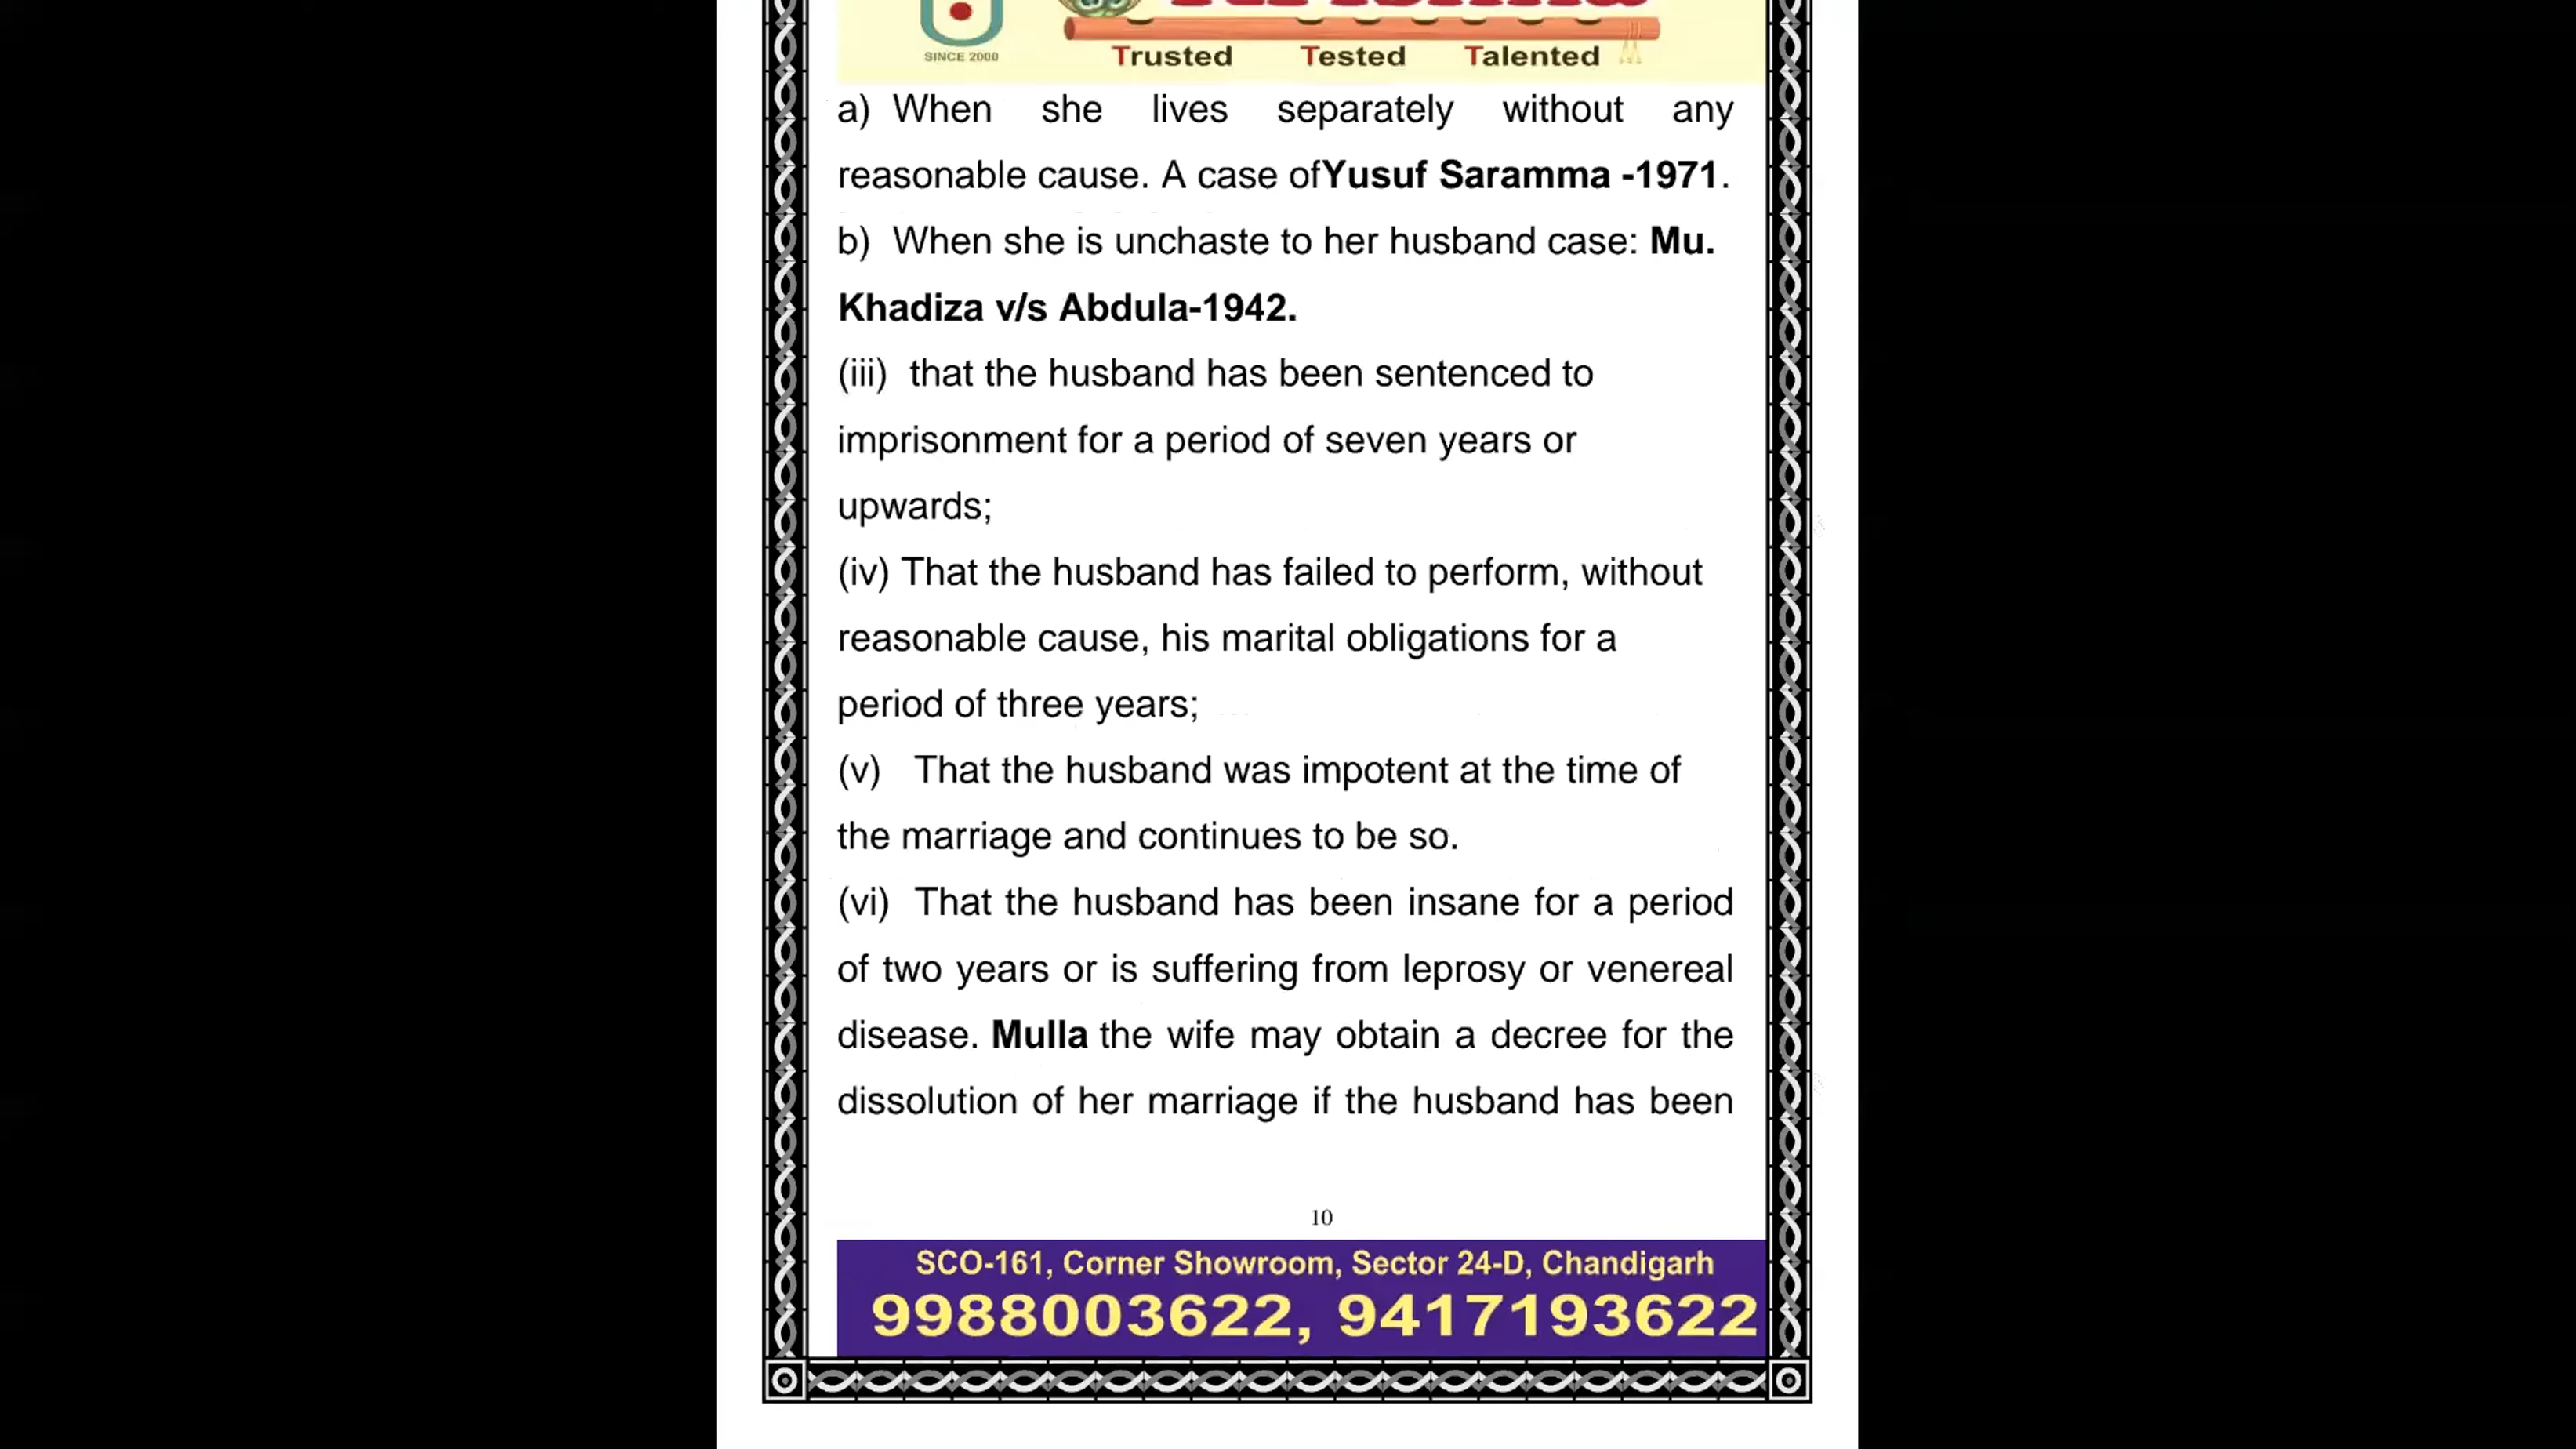 SINCE 2000
Trusted Tested Talented
a) When she lives separately without any
reasonable cause. A case ofYusuf Saramma -1971.
b) When she is unchaste to her husband case: Mu.
Khadiza v/s Abdula-1942.
(iii) that the husband has been sentenced to
imprisonment for a period of seven years or
upwards;
(iv) That the husband has failed to perform, without
reasonable cause, his marital obligations for a
period of three years;
(v) That the husband was impotent at the time of
the marriage and continues to be so.
(vi) That the husband has been insane for a period
of two years or is suffering from leprosy or venereal
disease. Mulla the wife may obtain a decree for the
dissolution of her marriage if the husband has been
10
SCO-161, Corner Showroom, Sector 24-D, Chandigarh
9988003622, 9417193622